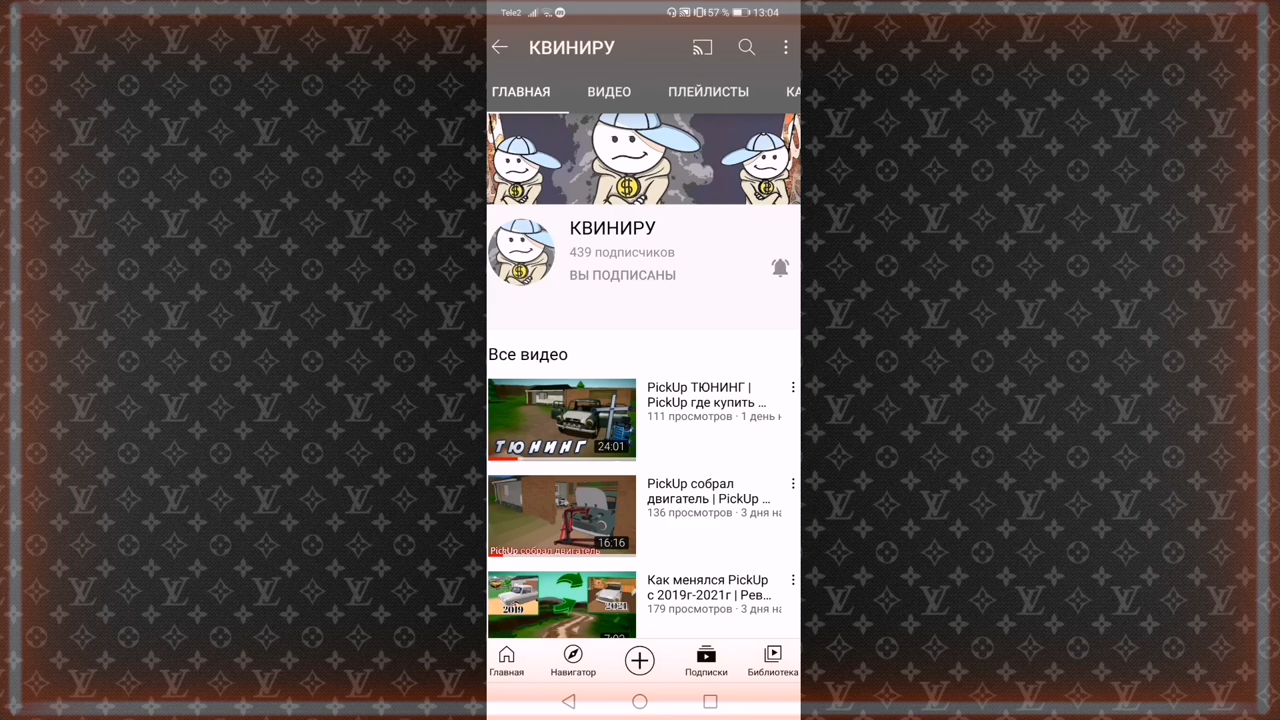 Tele2 57 % 13:04
КВИНИРУ
ГЛАВНАЯ ВИДЕО ПЛЕЙЛИСТЫ КА
КВИНИРУ
439 подписчиков
ВЫ ПОДПИСАНЫ
Все видео
PickUp ТЮНИНГ |
PickUp где купить ...
111 просмотров · 1 день н
ТЮНИНГ 24:01
PickUp собрал
двигатель | PickUp ...
136 просмотров · 3 дня на
16:16
PickUp собрал двигатель
Как менялся PickUp
с 2019г-2021г | Рев...
179 просмотров · 3 дня на
2019 2021
7:02
Главная Навигатор Подписки Библиотека